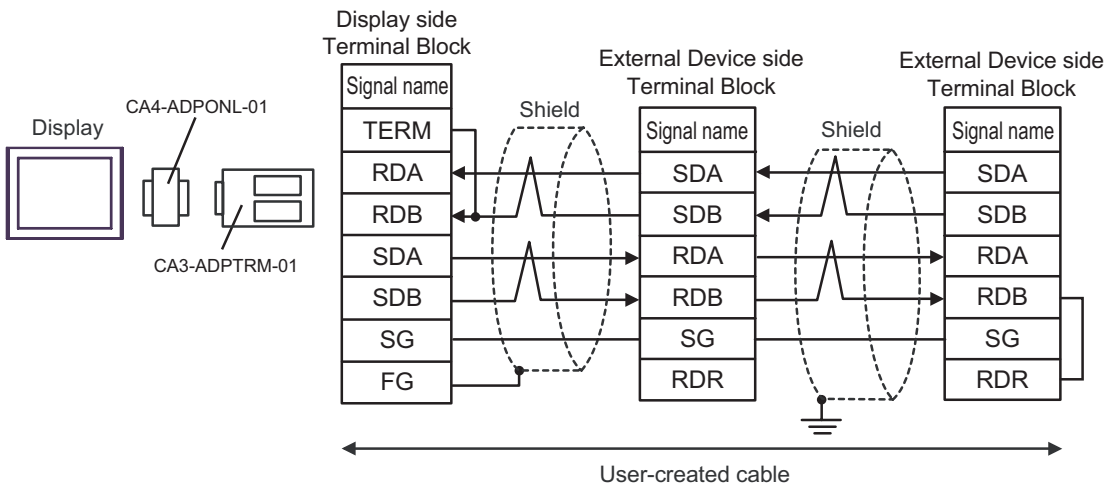 Display side
Terminal Block
External Device side
Terminal Block
External Device side
Terminal Block
CA4-ADPONL-01
Display
CA3-ADPTRM-01
Signal name
TERM
RDA
RDB
SDA
SDB
SG
FG
Shield
Signal name
SDA
SDB
RDA
RDB
SG
RDR
Shield
Signal name
SDA
SDB
RDA
RDB
SG
RDR
User-created cable